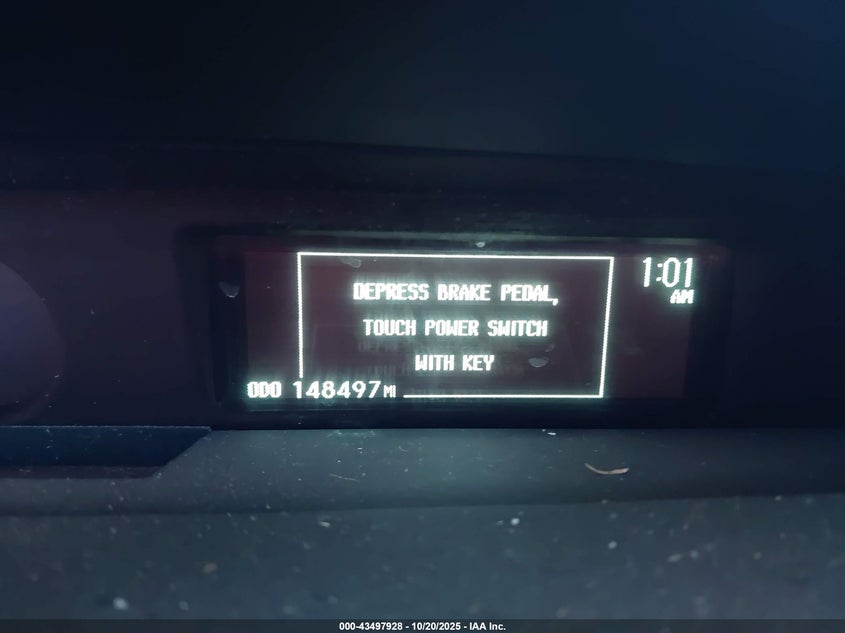 DEPRESS BRAKE PEDAL,
TOUCH POWER SWITCH
WITH KEY
1:01
AM
ODO 148497 MI
000-43497928 - 10/20/2025 - IAA Inc.